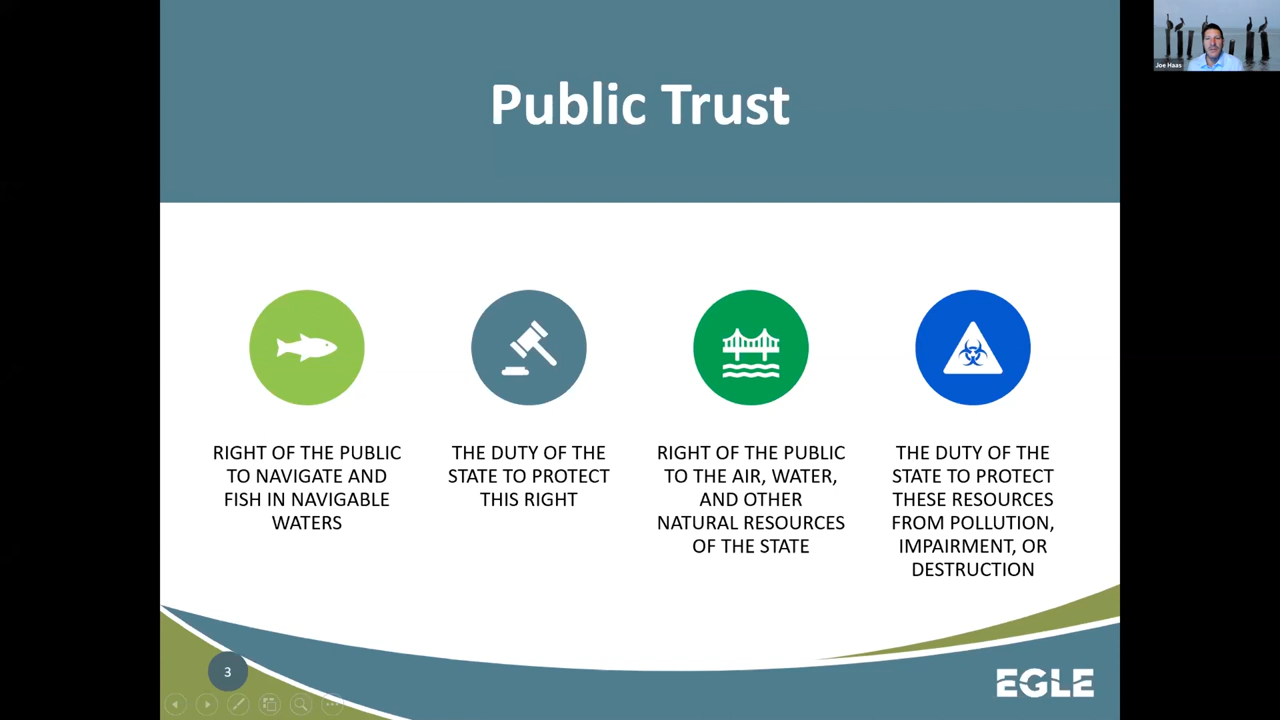 Public Trust
Joe Haas
RIGHT OF THE PUBLIC
TO NAVIGATE AND
FISH IN NAVIGABLE
WATERS
THE DUTY OF THE
STATE TO PROTECT
THIS RIGHT
RIGHT OF THE PUBLIC
TO THE AIR, WATER,
AND OTHER
NATURAL RESOURCES
OF THE STATE
THE DUTY OF THE
STATE TO PROTECT
THESE RESOURCES
FROM POLLUTION,
IMPAIRMENT, OR
DESTRUCTION
3
EGLE